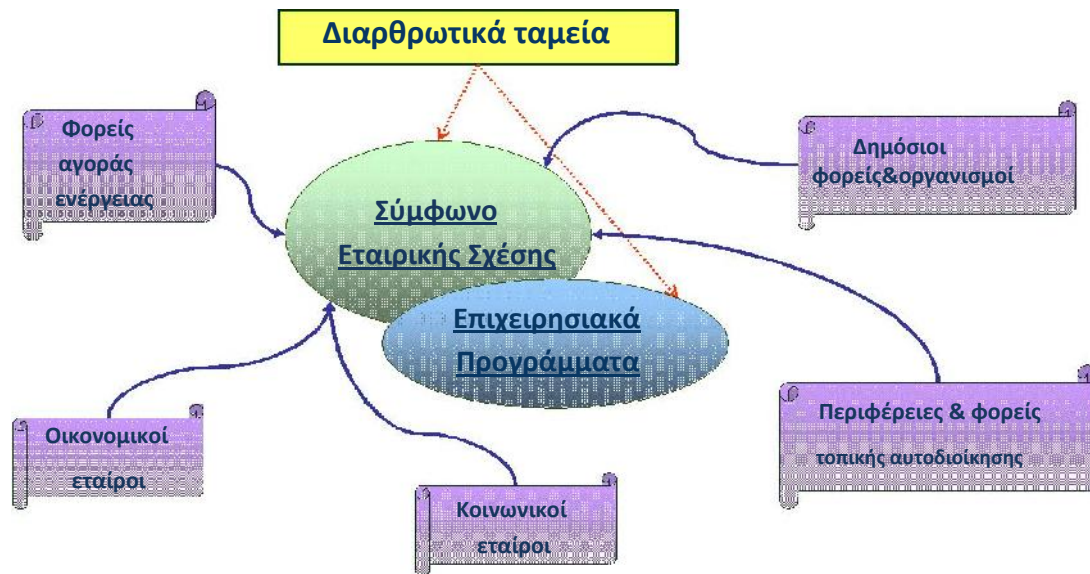 Διαρθρωτικά ταμεία
Φορείς
αγοράς
ενέργειας
Δημόσιοι
φορείς&οργανισμοί
Σύμφωνο
Εταιρικής Σχέσης
Επιχειρησιακά
Προγράμματα
Περιφέρειες & φορείς
τοπικής αυτοδιοίκησης
Οικονομικοί
εταίροι
Κοινωνικοί
εταίροι